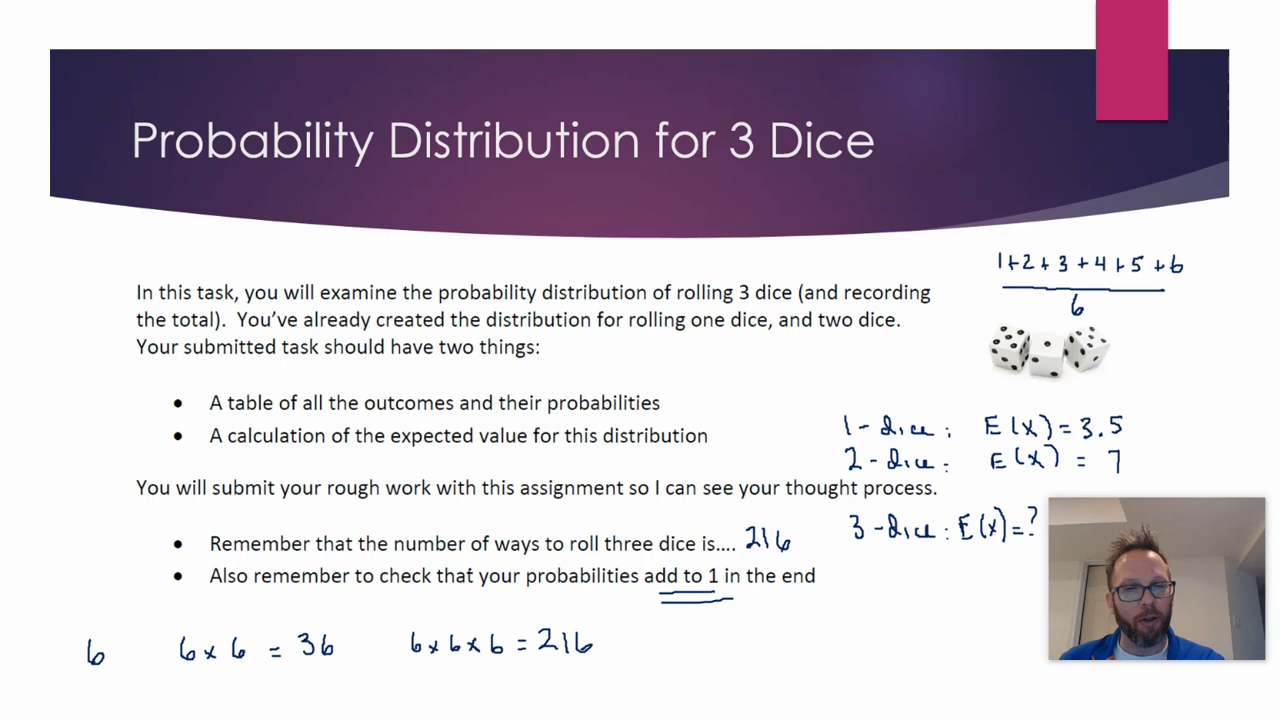 Probability Distribution for 3 Dice
1+2+3+4+5+6
6
In this task, you will examine the probability distribution of rolling 3 dice (and recording
the total). You've already created the distribution for rolling one dice, and two dice.
Your submitted task should have two things:
• A table of all the outcomes and their probabilities
• A calculation of the expected value for this distribution
1-dice: E(x)=3.5
2-dice: E(x) = 7
You will submit your rough work with this assignment so I can see your thought process.
3-dice: E(x)=?
• Remember that the number of ways to roll three dice is.... 216
• Also remember to check that your probabilities add to 1 in the end
6 6x6 = 36 6x6x6 = 216